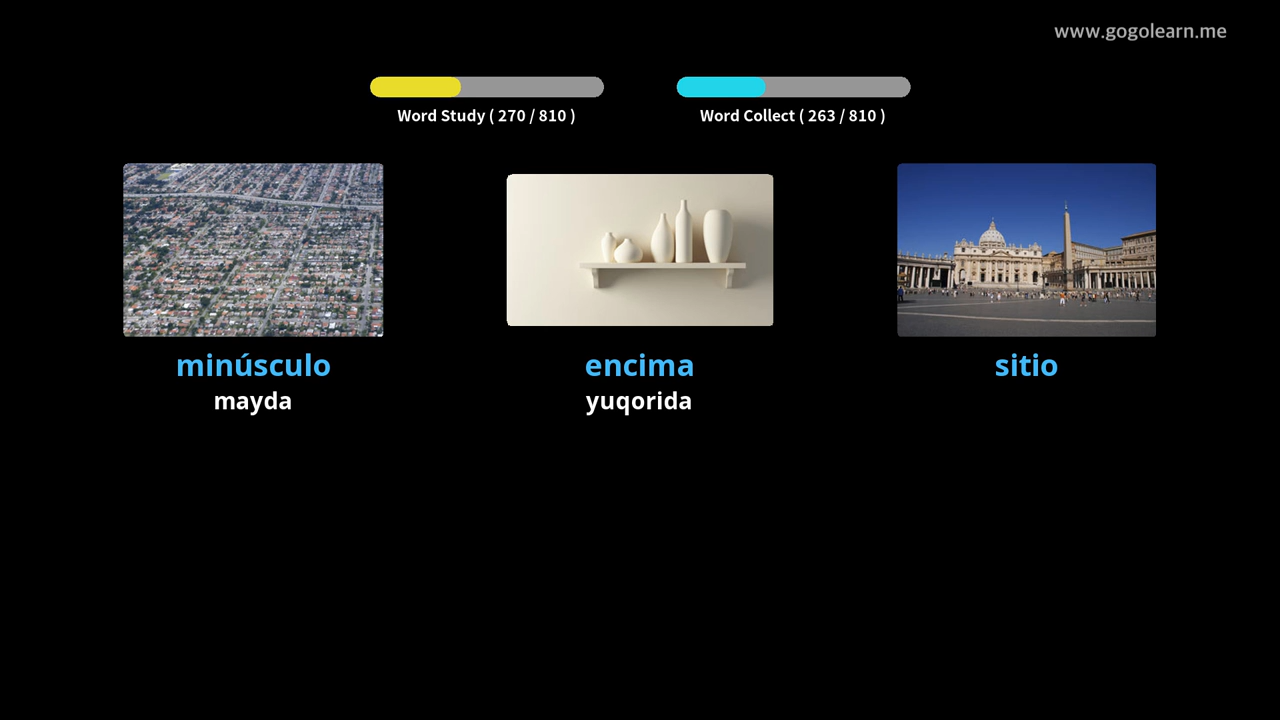 www.gogolearn.me
Word Study ( 270 / 810 )
Word Collect ( 263 / 810 )
minúsculo
mayda
encima
yuqorida
sitio